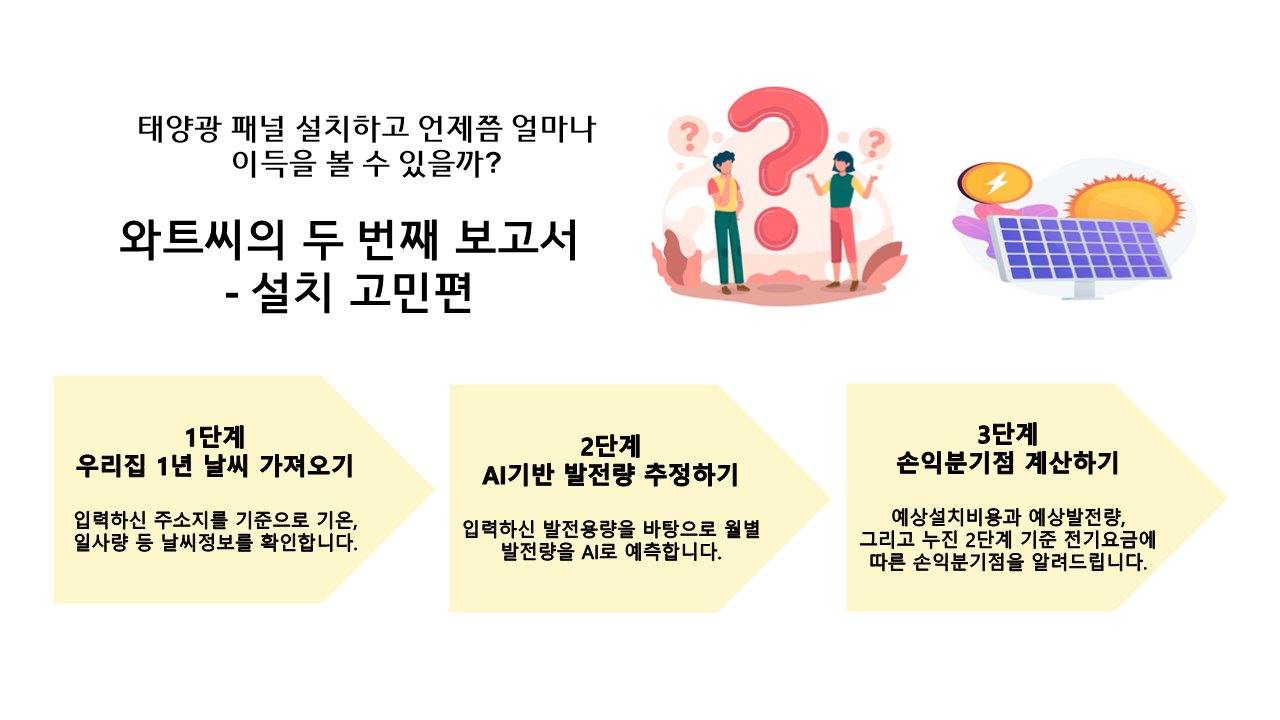 태양광 패널 설치하고 언제쯤 얼마나
이득을 볼 수 있을까?
와트씨의 두 번째 보고서
- 설치 고민편
1단계
우리집 1년 날씨 가져오기
입력하신 주소지를 기준으로 기온,
일사량 등 날씨정보를 확인합니다.
2단계
AI기반 발전량 추정하기
입력하신 발전용량을 바탕으로 월별
발전량을 AI로 예측합니다.
3단계
손익분기점 계산하기
예상설치비용과 예상발전량,
그리고 누진 2단계 기준 전기요금에
따른 손익분기점을 알려드립니다.